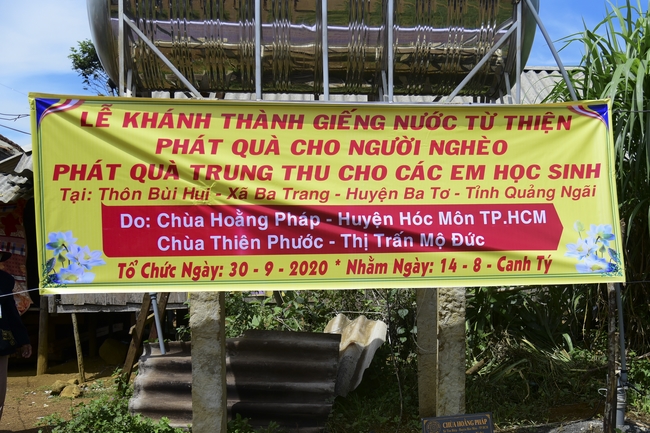 LỄ KHÁNH THÀNH GIẾNG NƯỚC TỪ THIỆN
PHÁT QUÀ CHO NGƯỜI NGHÈO
PHÁT QUÀ TRUNG THU CHO CÁC EM HỌC SINH
Tại: Thôn Bùi Hui - Xã Ba Trang - Huyện Ba Tơ - Tỉnh Quảng Ngãi
Do: Chùa Hoằng Pháp - Huyện Hóc Môn TP.HCM
Chùa Thiên Phước - Thị Trấn Mộ Đức
Tổ Chức Ngày: 30 - 9 - 2020 * Nhằm Ngày: 14 - 8 - Canh Tý
CHÙA HOẰNG PHÁP